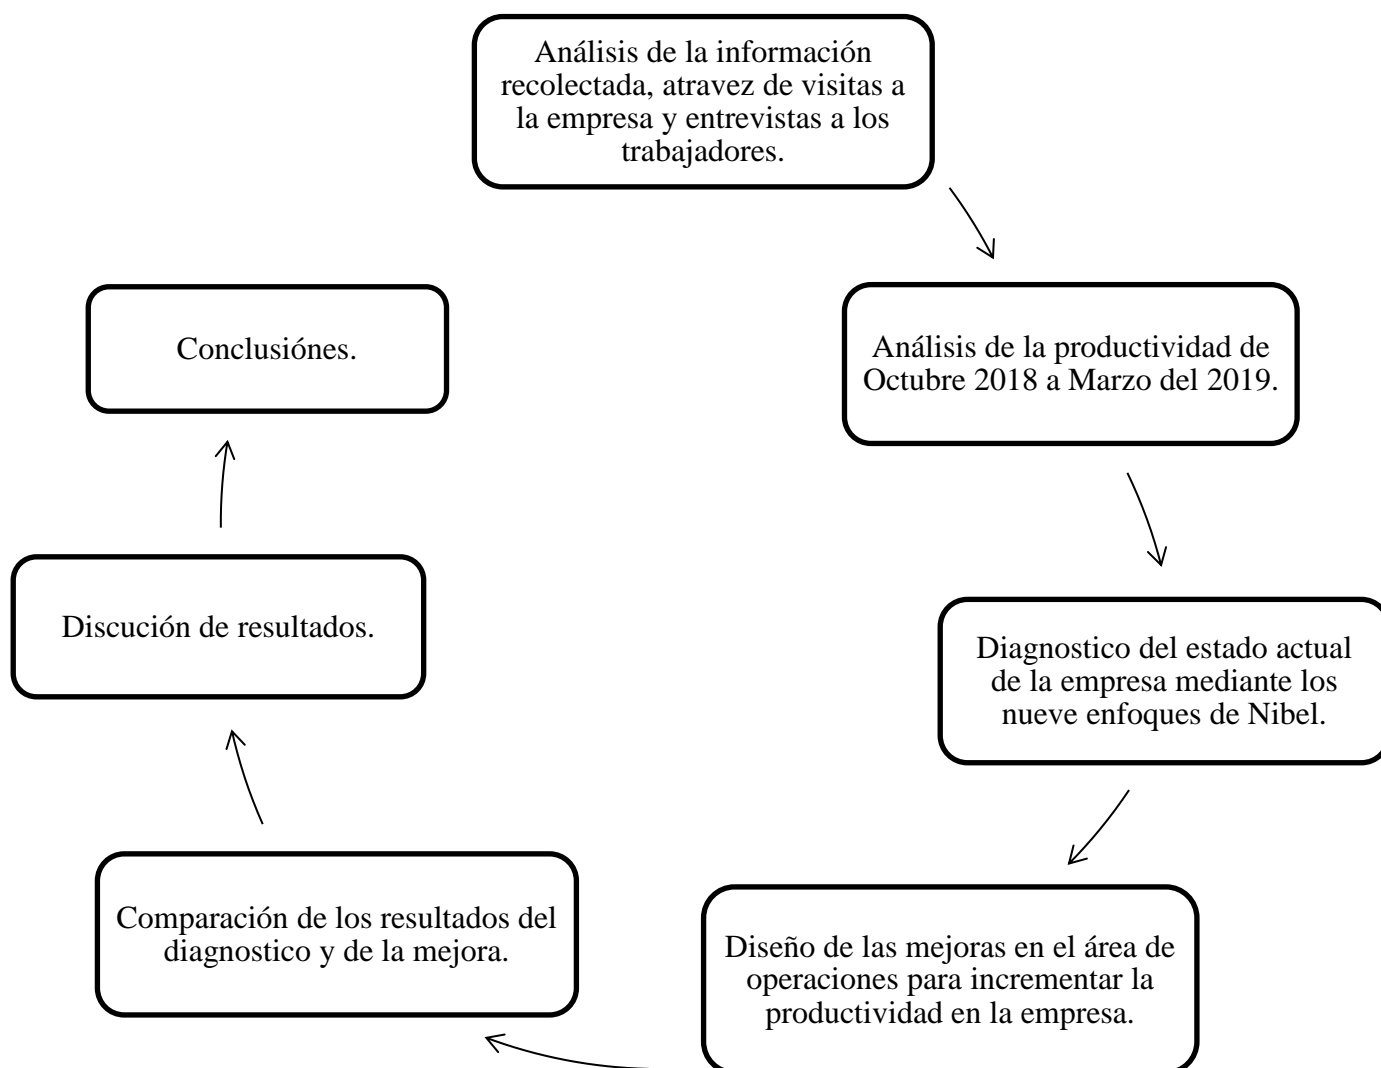 Análisis de la información
recolectada, atravez de visitas a
la empresa y entrevistas a los
trabajadores.
Análisis de la productividad de
Octubre 2018 a Marzo del 2019.
Diagnostico del estado actual
de la empresa mediante los
nueve enfoques de Nibel.
Diseño de las mejoras en el área de
operaciones para incrementar la
productividad en la empresa.
Comparación de los resultados del
diagnostico y de la mejora.
Discución de resultados.
Conclusiónes.